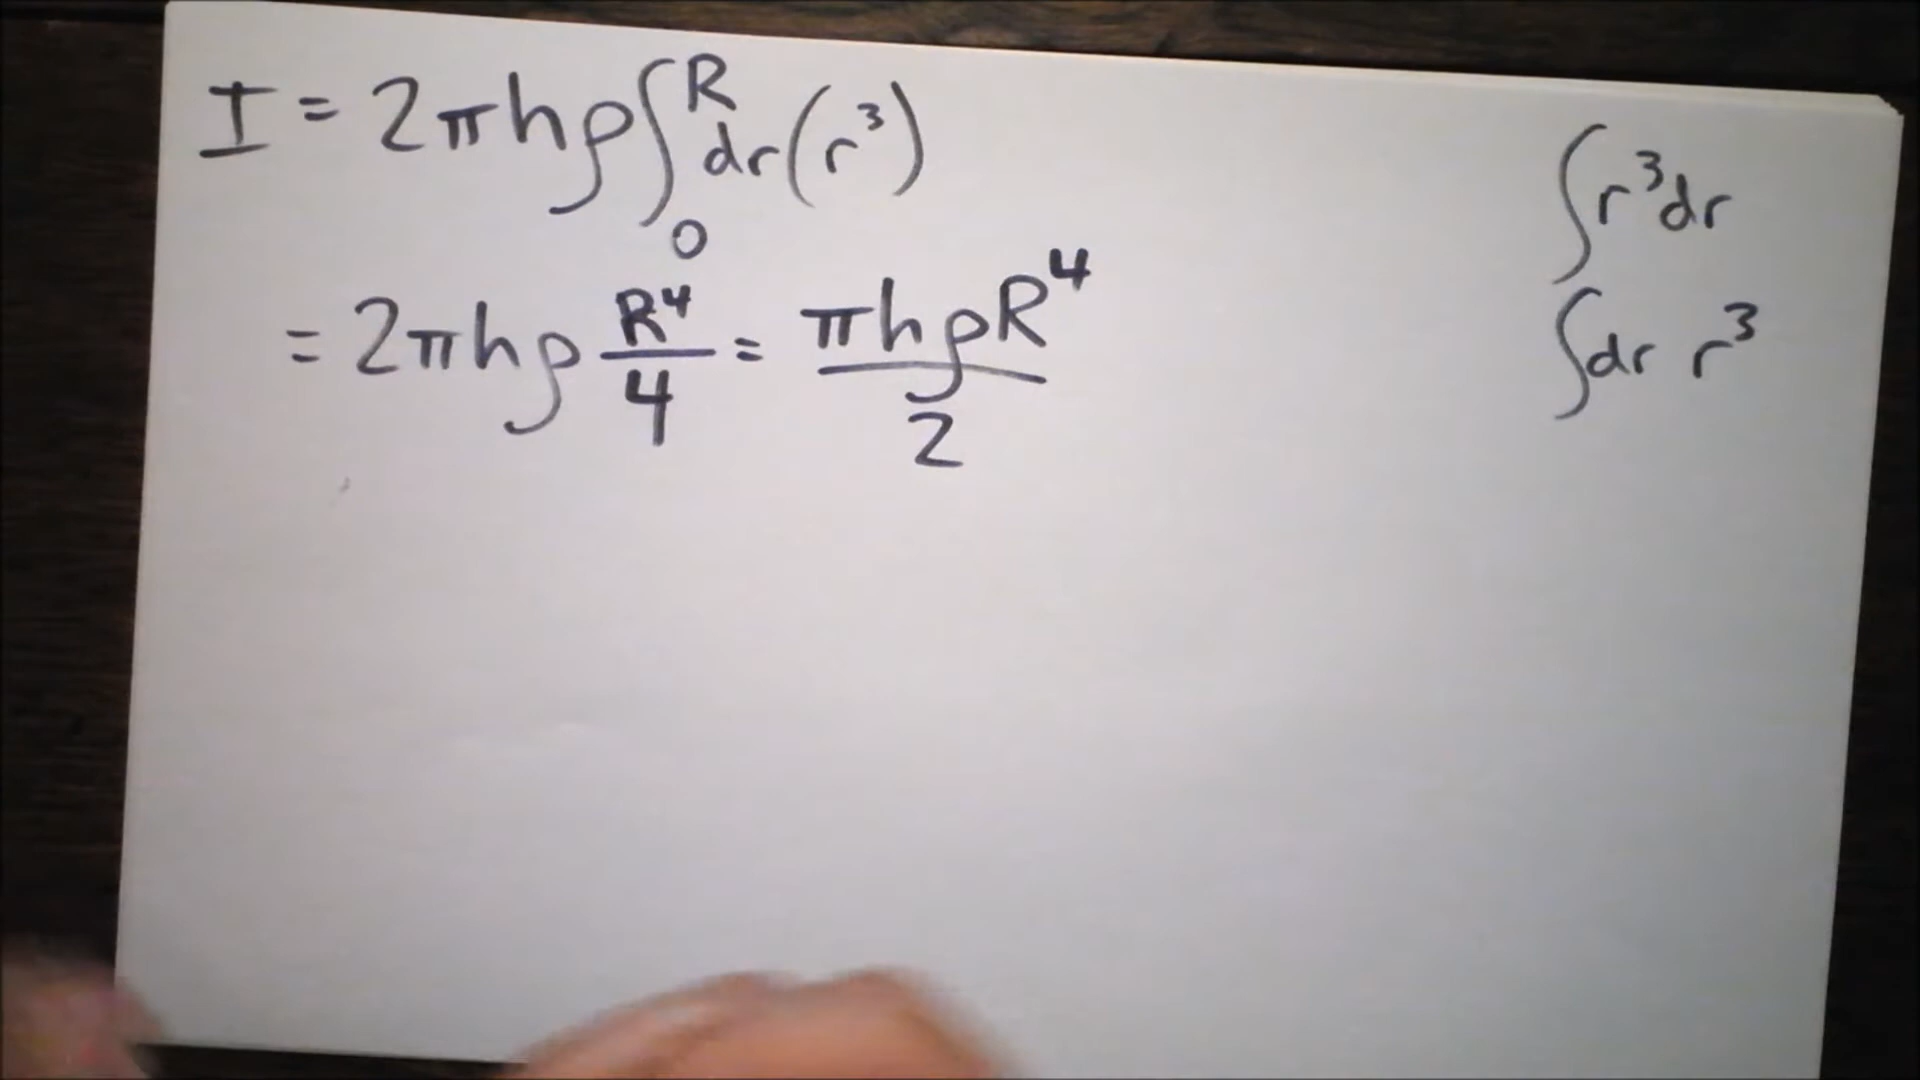 I = 2πhρ∫₀ᴿ dr(r³)
= 2πhρ R⁴/4 = πhρR⁴/2
∫r³dr
∫dr r³